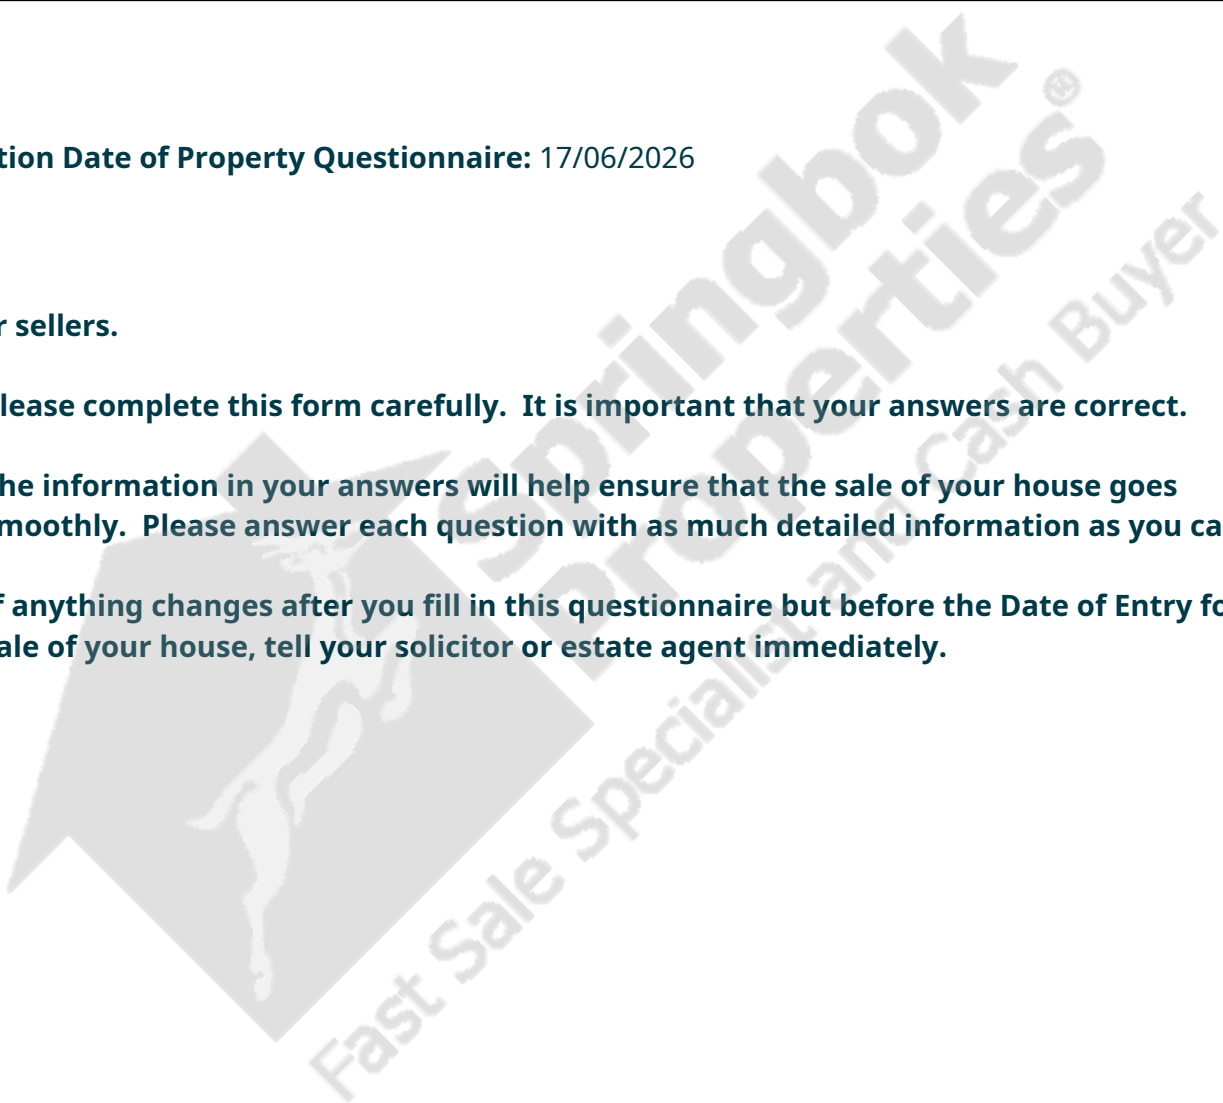 tion Date of Property Questionnaire: 17/06/2026
r sellers.
lease complete this form carefully.  It is important that your answers are correct.
he information in your answers will help ensure that the sale of your house goes
moothly.  Please answer each question with as much detailed information as you ca
f anything changes after you fill in this questionnaire but before the Date of Entry fo
ale of your house, tell your solicitor or estate agent immediately.
Springbok
Properties®
Fast Sale Specialist and Cash Buyer